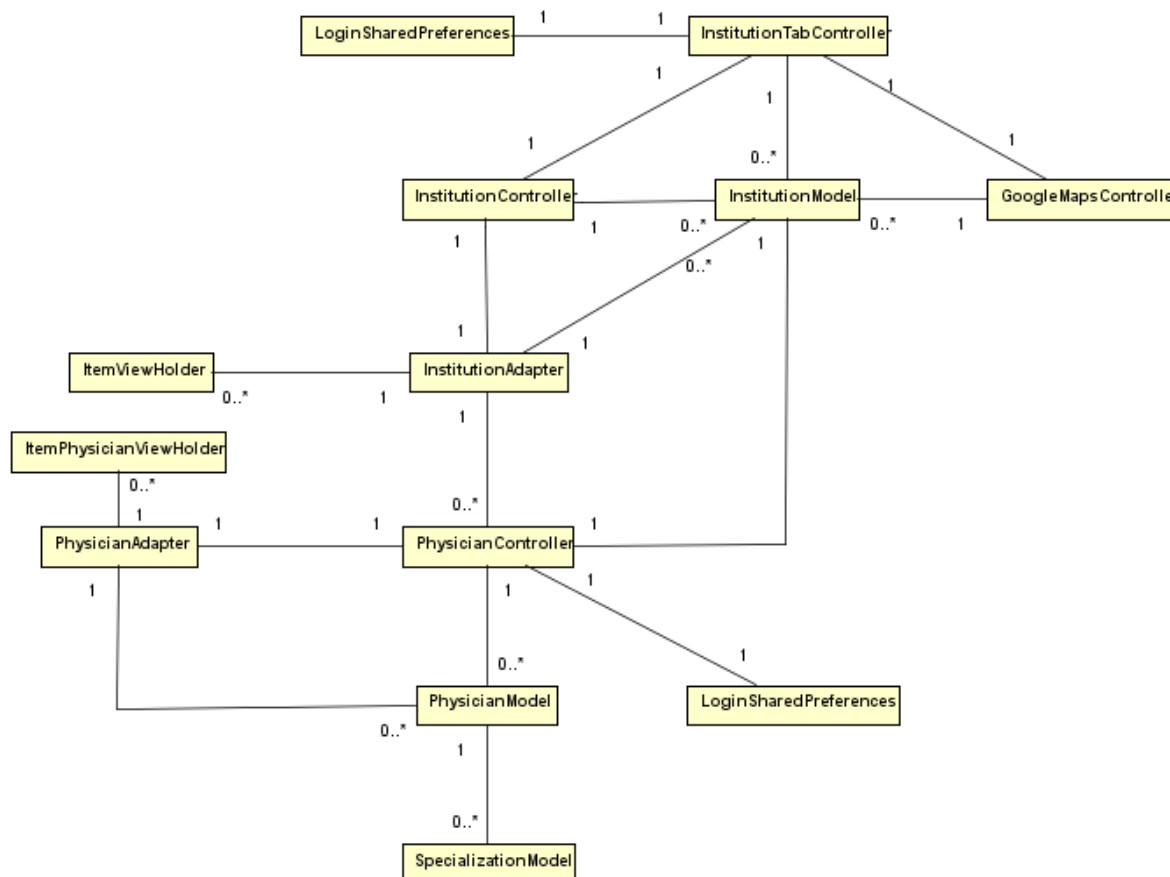 1 1
LoginSharedPreferences InstitutionTabController
1 1 1
1 1
0..*
InstitutionController InstitutionModel GoogleMapsController
1 1 0..* 1 0..* 1
0..*
1 1
ItemViewHolder InstitutionAdapter
0..* 1 1
ItemPhysicianViewHolder
0..* 0..*
1 1 1 1
PhysicianAdapter PhysicianController
1 1 1
0..* 1
PhysicianModel LoginSharedPreferences
0..* 1
0..*
SpecializationModel